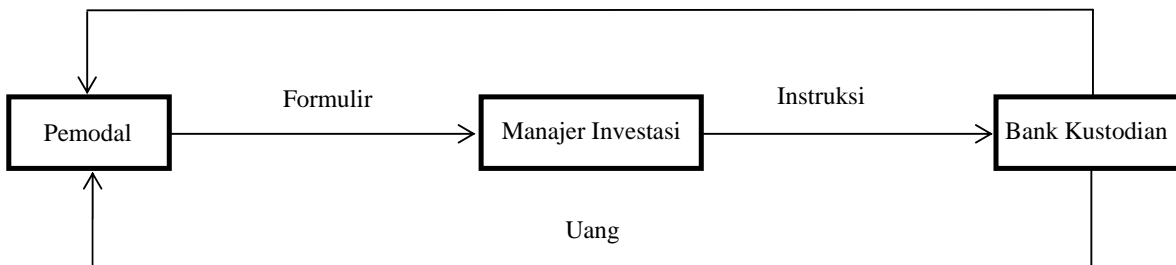 Formulir
Instruksi
Pemodal
Manajer Investasi
Bank Kustodian
Uang